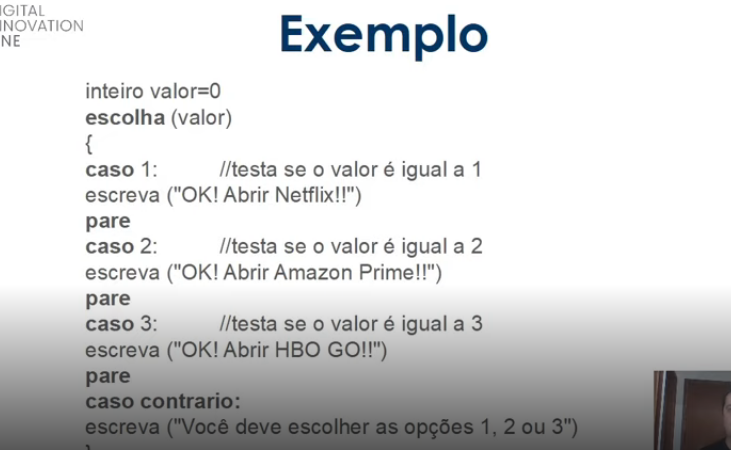 IGITAL
NNOVATION
NE
Exemplo
inteiro valor=0
escolha (valor)
{
caso 1: //testa se o valor é igual a 1
escreva ("OK! Abrir Netflix!!")
pare
caso 2: //testa se o valor é igual a 2
escreva ("OK! Abrir Amazon Prime!!")
pare
caso 3: //testa se o valor é igual a 3
escreva ("OK! Abrir HBO GO!!")
pare
caso contrario:
escreva ("Você deve escolher as opções 1, 2 ou 3")
}